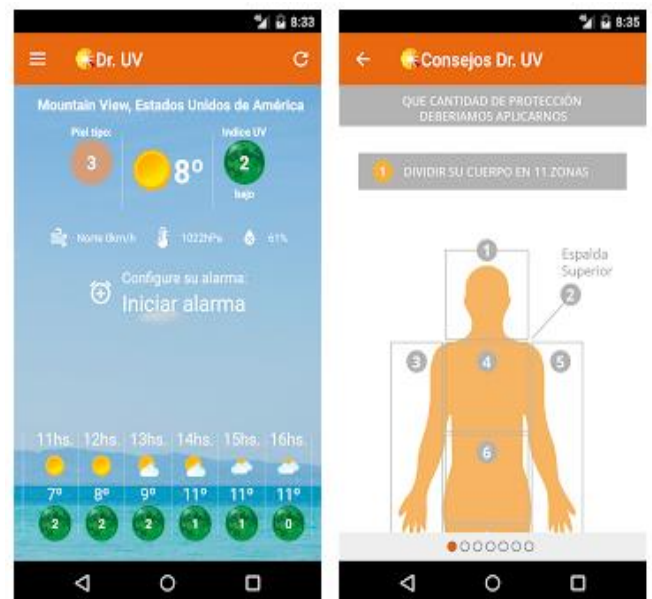 8:33
Dr. UV
Mountain View, Estados Unidos de América
Piel tipo:
3
8º
Indice UV
2
bajo
Norte 0km/h
1022hPa
61%
Configure su alarma:
Iniciar alarma
11hs. 12hs. 13hs. 14hs. 15hs. 16hs.
7º 8º 9º 11º 11º 11º
2 2 2 1 1 0
8:35
Consejos Dr. UV
QUE CANTIDAD DE PROTECCIÓN
DEBERIAMOS APLICARNOS
1 DIVIDIR SU CUERPO EN 11 ZONAS
1
Espalda
Superior
2
3
4
5
6